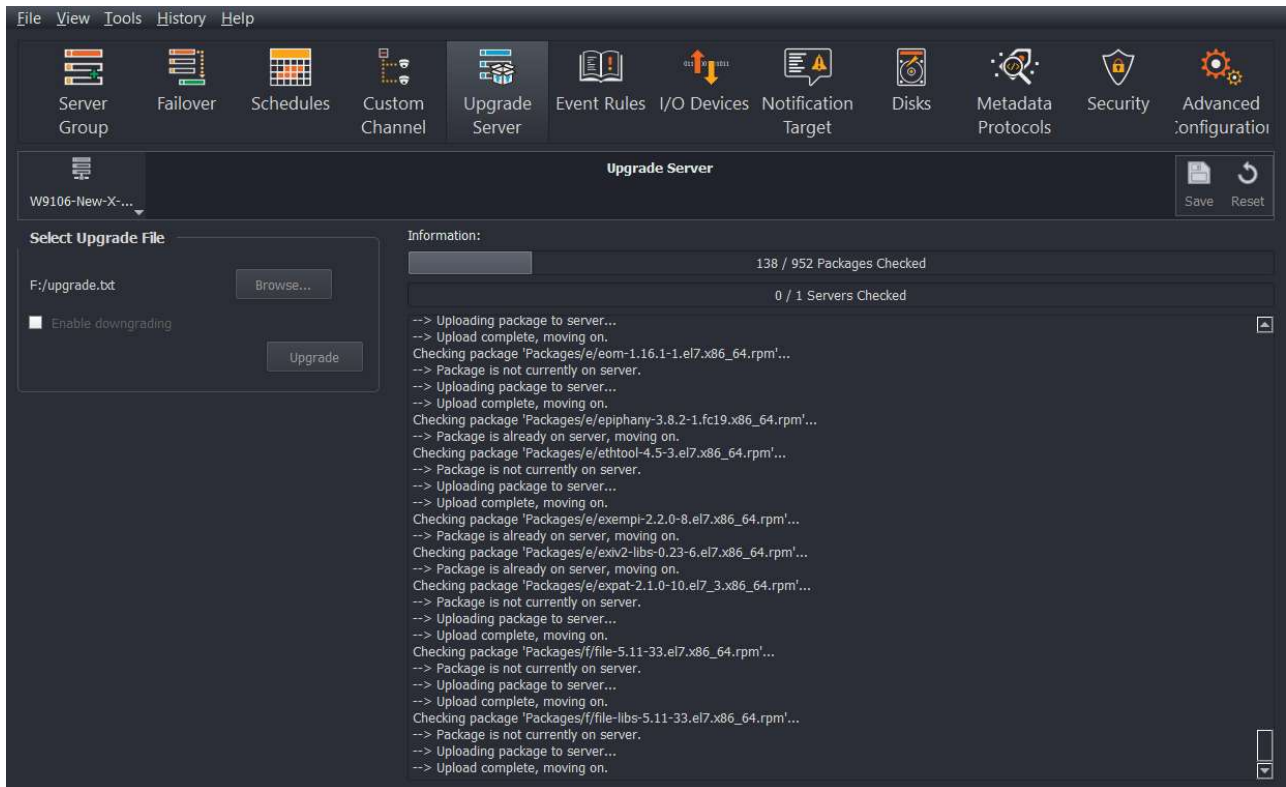 File View Tools History Help
Server Group
Failover
Schedules
Custom Channel
Upgrade Server
Event Rules
I/O Devices
Notification Target
Disks
Metadata Protocols
Security
Advanced Configuration
W9106-New-X-...
Upgrade Server
Save Reset
Select Upgrade File
F:/upgrade.txt
Browse...
Enable downgrading
Upgrade
Information:
138 / 952 Packages Checked
0 / 1 Servers Checked
--> Uploading package to server...
--> Upload complete, moving on.
Checking package 'Packages/e/eom-1.16.1-1.el7.x86_64.rpm'...
--> Package is not currently on server.
--> Uploading package to server...
--> Upload complete, moving on.
Checking package 'Packages/e/epiphany-3.8.2-1.fc19.x86_64.rpm'...
--> Package is already on server, moving on.
Checking package 'Packages/e/ethtool-4.5-3.el7.x86_64.rpm'...
--> Package is not currently on server.
--> Uploading package to server...
--> Upload complete, moving on.
Checking package 'Packages/e/exempi-2.2.0-8.el7.x86_64.rpm'...
--> Package is already on server, moving on.
Checking package 'Packages/e/exiv2-libs-0.23-6.el7.x86_64.rpm'...
--> Package is already on server, moving on.
Checking package 'Packages/e/expat-2.1.0-10.el7_3.x86_64.rpm'...
--> Package is not currently on server.
--> Uploading package to server...
--> Upload complete, moving on.
Checking package 'Packages/f/file-5.11-33.el7.x86_64.rpm'...
--> Package is not currently on server.
--> Uploading package to server...
--> Upload complete, moving on.
Checking package 'Packages/f/file-libs-5.11-33.el7.x86_64.rpm'...
--> Package is not currently on server.
--> Uploading package to server...
--> Upload complete, moving on.